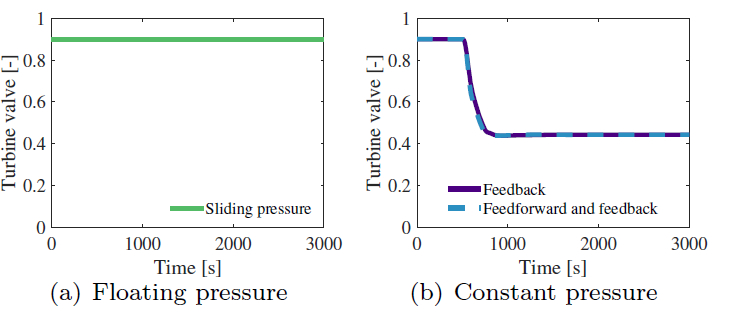 1
0.8
0.6
0.4
0.2
0
Turbine valve [-]
Sliding pressure
0 1000 2000 3000
Time [s]
(a) Floating pressure
1
0.8
0.6
0.4
0.2
0
Turbine valve [-]
Feedback
Feedforward and feedback
0 1000 2000 3000
Time [s]
(b) Constant pressure